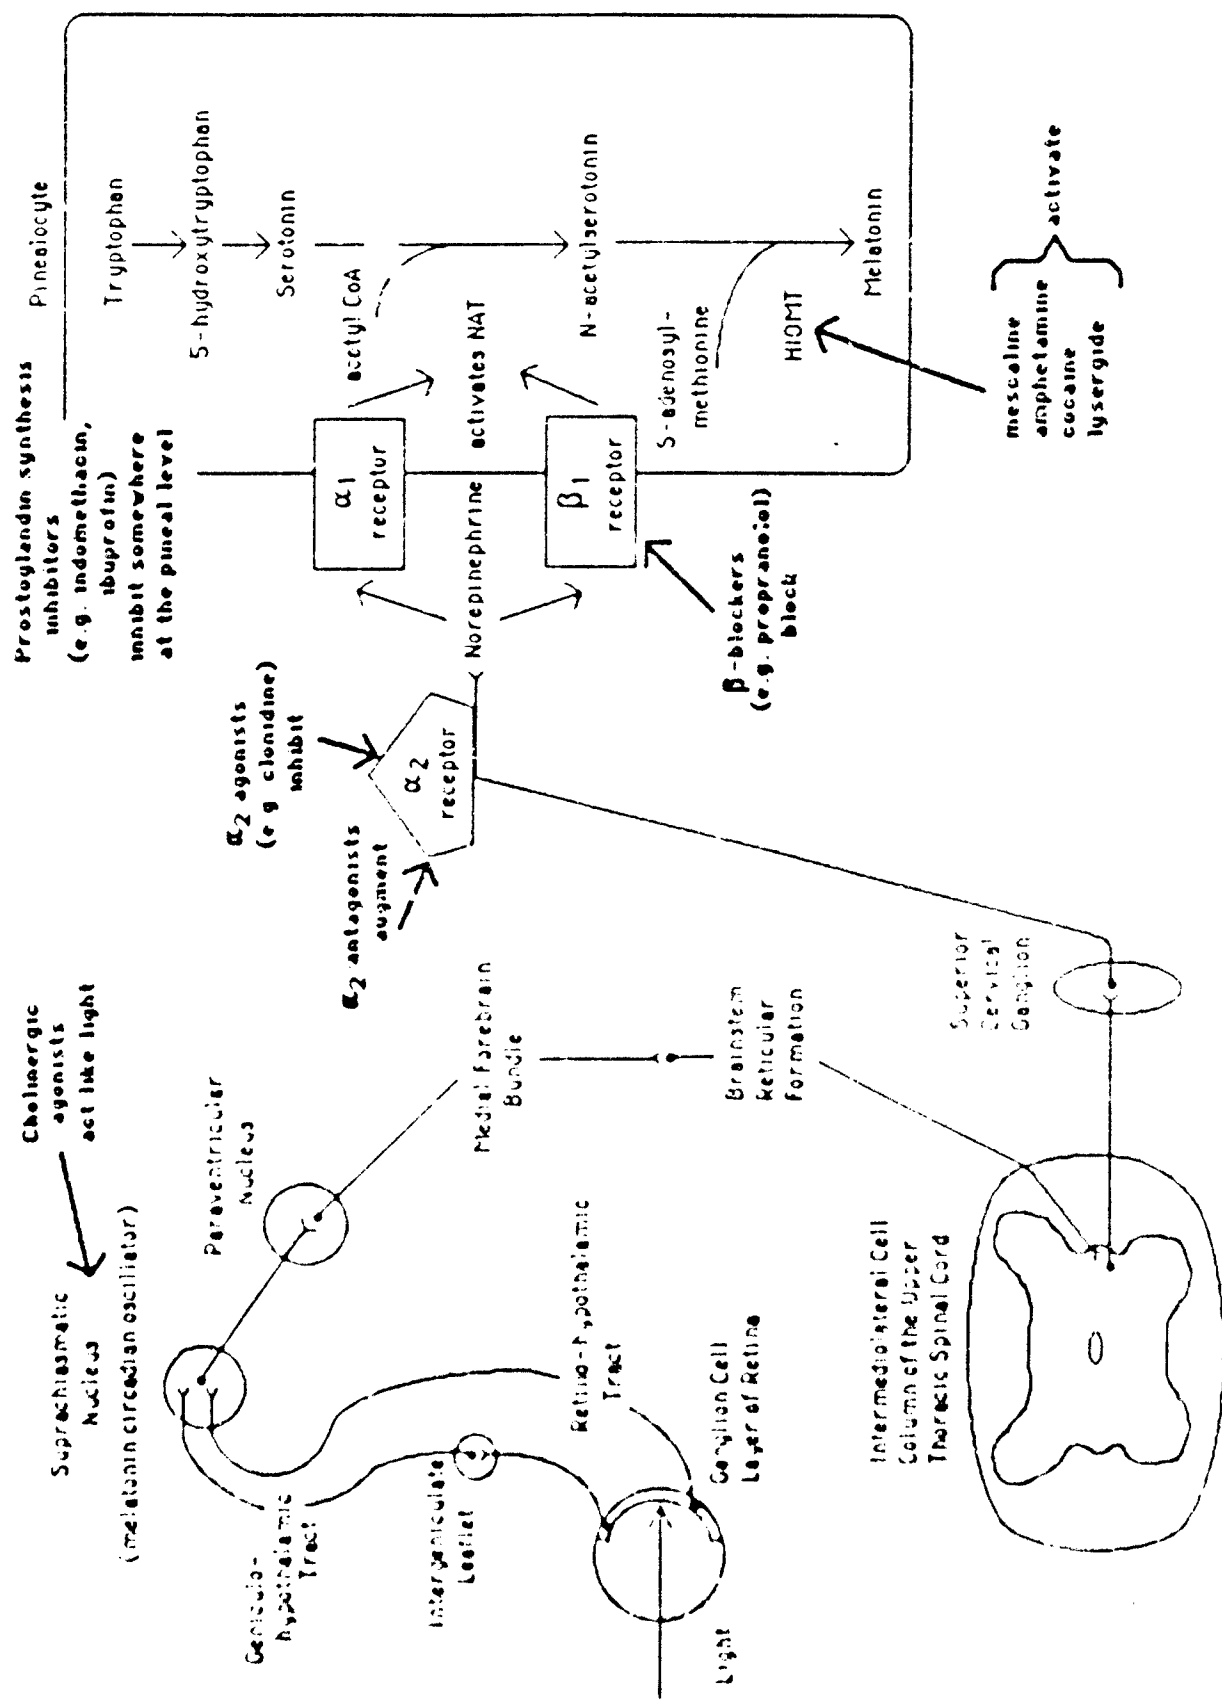 Cholinergic
agonists
act like light
Suprachiasmatic
Nucleus
(melatonin circadian oscillator)
Paraventricular
Nucleus
Geniculo-
hypothalamic
Tract
Intergeniculate
Leaflet
Light
Retino-hypothalamic
Tract
Ganglion Cell
Layer of Retina
Medial Forebrain
Bundle
Brainstem
Reticular
Formation
Intermediolateral Cell
Column of the Upper
Thoracic Spinal Cord
Superior
Cervical
Ganglion
α2 antagonists
augment
α2 agonists
(e.g. clonidine)
inhibit
α2
receptor
Norepinephrine
β-blockers
(e.g. propranolol)
block
Prostoylandin synthesis
inhibitors
(e.g. indomethacin,
ibuprofin)
inhibit somewhere
at the pineal level
α1
receptor
β1
receptor
activates NAT
Pinealocyte
Tryptophan
5-hydroxytryptophan
Serotonin
acetyl CoA
N-acetylserotonin
S-adenosyl-
methionine
HIOMT
Melatonin
mescaline
amphetamine
cocaine
lysergide
activate